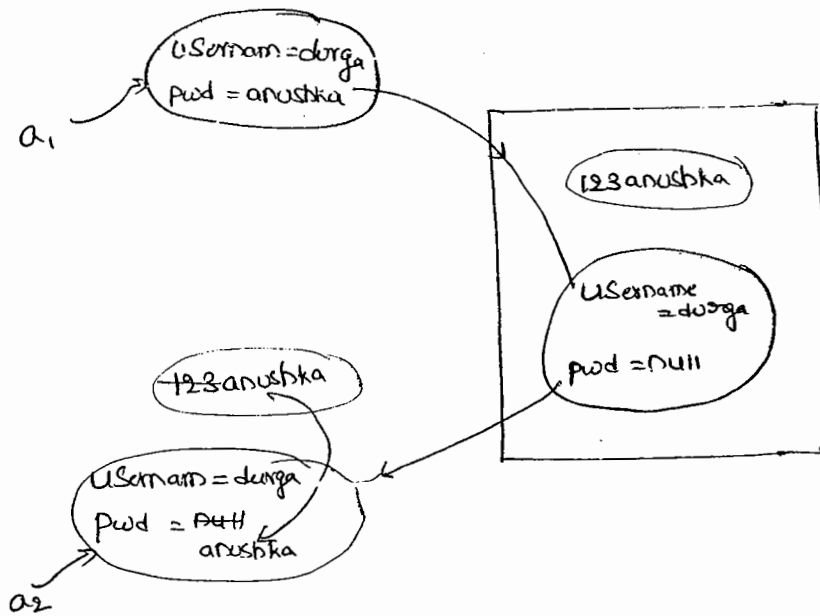 Usernam=durga
pwd = anushka
a1
123anushka
Username
=durga
pwd = null
123anushka
Usernam=durga
pwd = null
anushka
a2